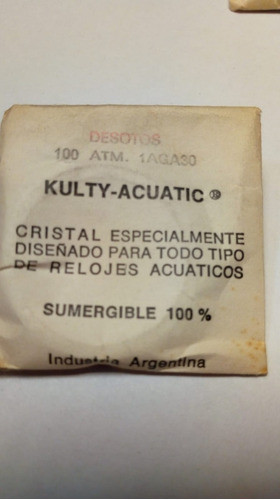 DESOTOS
100 ATM. 1AGA30
KULTY-ACUATIC ®
CRISTAL ESPECIALMENTE
DISEÑADO PARA TODO TIPO
DE RELOJES ACUATICOS
SUMERGIBLE 100 %
Industria Argentina